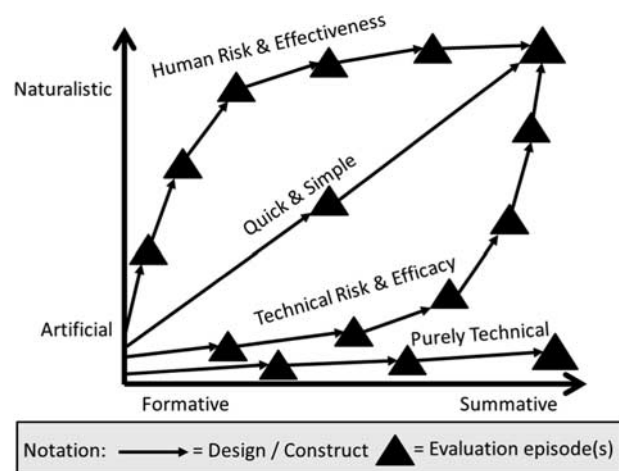 Human Risk & Effectiveness
Naturalistic
Quick & Simple
Technical Risk & Efficacy
Artificial
Purely Technical
Formative
Summative
Notation: = Design / Construct = Evaluation episode(s)